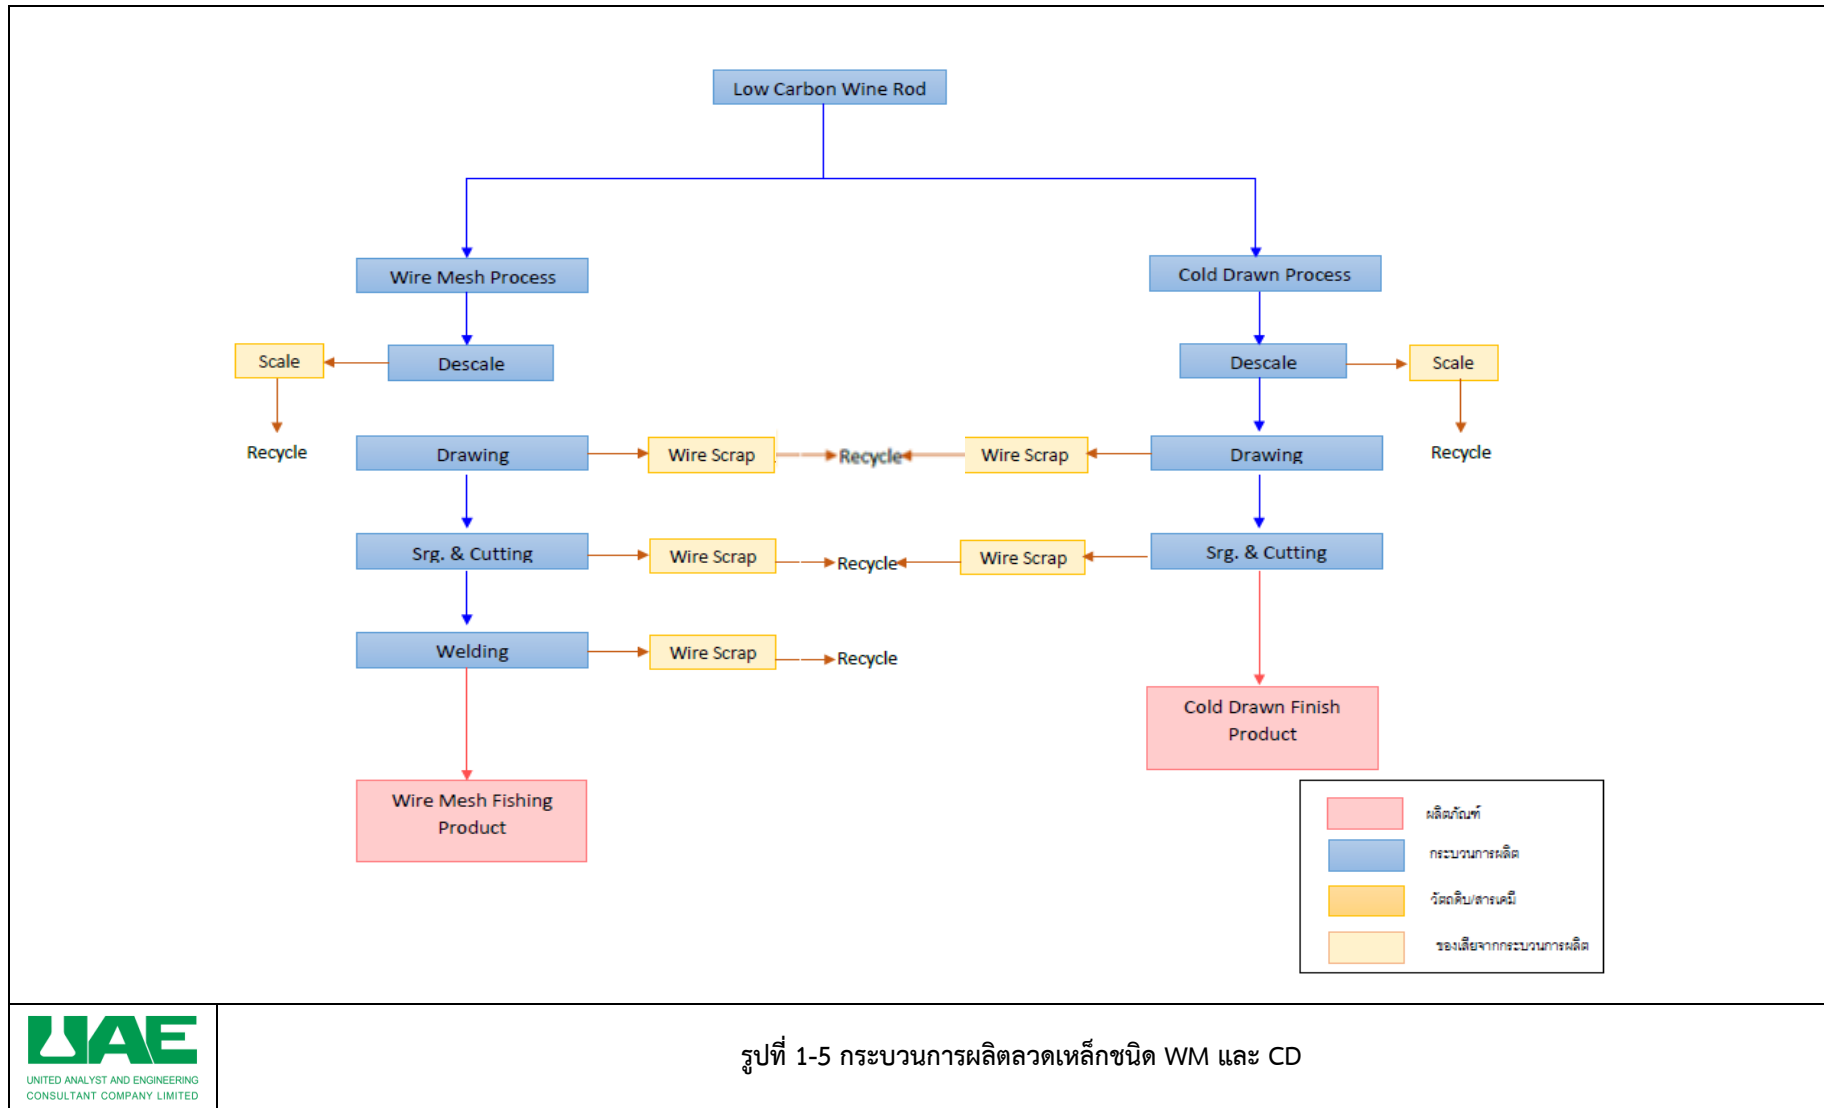 Low Carbon Wine Rod
Wire Mesh Process
Cold Drawn Process
Scale
Descale
Descale
Scale
Recycle
Drawing
Wire Scrap
Recycle
Wire Scrap
Drawing
Recycle
Srg. & Cutting
Wire Scrap
Recycle
Wire Scrap
Srg. & Cutting
Welding
Wire Scrap
Recycle
Cold Drawn Finish
Product
Wire Mesh Fishing
Product
ผลิตภัณฑ์
กระบวนการผลิต
วัตถดิบ/สารเคมี
ของเสียจากกระบวนการผลิต
UAE
UNITED ANALYST AND ENGINEERING
CONSULTANT COMPANY LIMITED
รูปที่ 1-5 กระบวนการผลิตลวดเหล็กชนิด WM และ CD